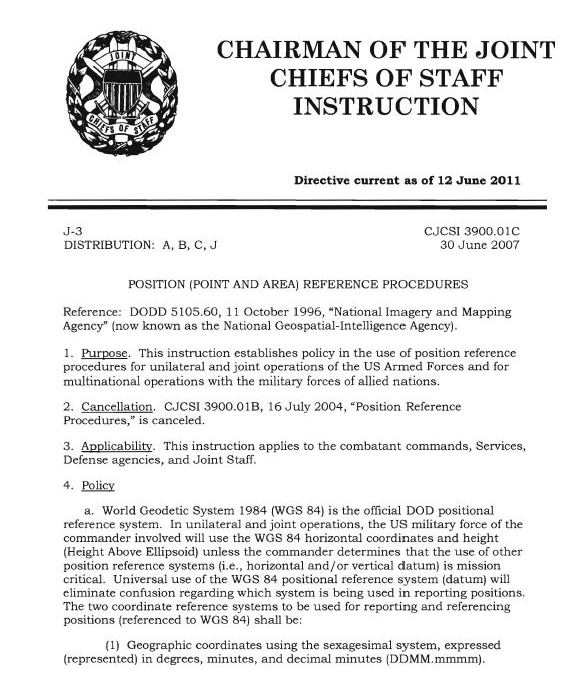 JOINT
CHIEFS OF STAFF
CHAIRMAN OF THE JOINT
CHIEFS OF STAFF
INSTRUCTION
Directive current as of 12 June 2011
J-3
DISTRIBUTION: A, B, C, J
CJCSI 3900.01C
30 June 2007
POSITION (POINT AND AREA) REFERENCE PROCEDURES
Reference: DODD 5105.60, 11 October 1996, “National Imagery and Mapping
Agency” (now known as the National Geospatial-Intelligence Agency).
1. Purpose. This instruction establishes policy in the use of position reference
procedures for unilateral and joint operations of the US Armed Forces and for
multinational operations with the military forces of allied nations.
2. Cancellation. CJCSI 3900.01B, 16 July 2004, “Position Reference
Procedures,” is canceled.
3. Applicability. This instruction applies to the combatant commands, Services,
Defense agencies, and Joint Staff.
4. Policy
a. World Geodetic System 1984 (WGS 84) is the official DOD positional
reference system. In unilateral and joint operations, the US military force of the
commander involved will use the WGS 84 horizontal coordinates and height
(Height Above Ellipsoid) unless the commander determines that the use of other
position reference systems (i.e., horizontal and/or vertical datum) is mission
critical. Universal use of the WGS 84 positional reference system (datum) will
eliminate confusion regarding which system is being used in reporting positions.
The two coordinate reference systems to be used for reporting and referencing
positions (referenced to WGS 84) shall be:
(1) Geographic coordinates using the sexagesimal system, expressed
(represented) in degrees, minutes, and decimal minutes (DDMM.mmmm).